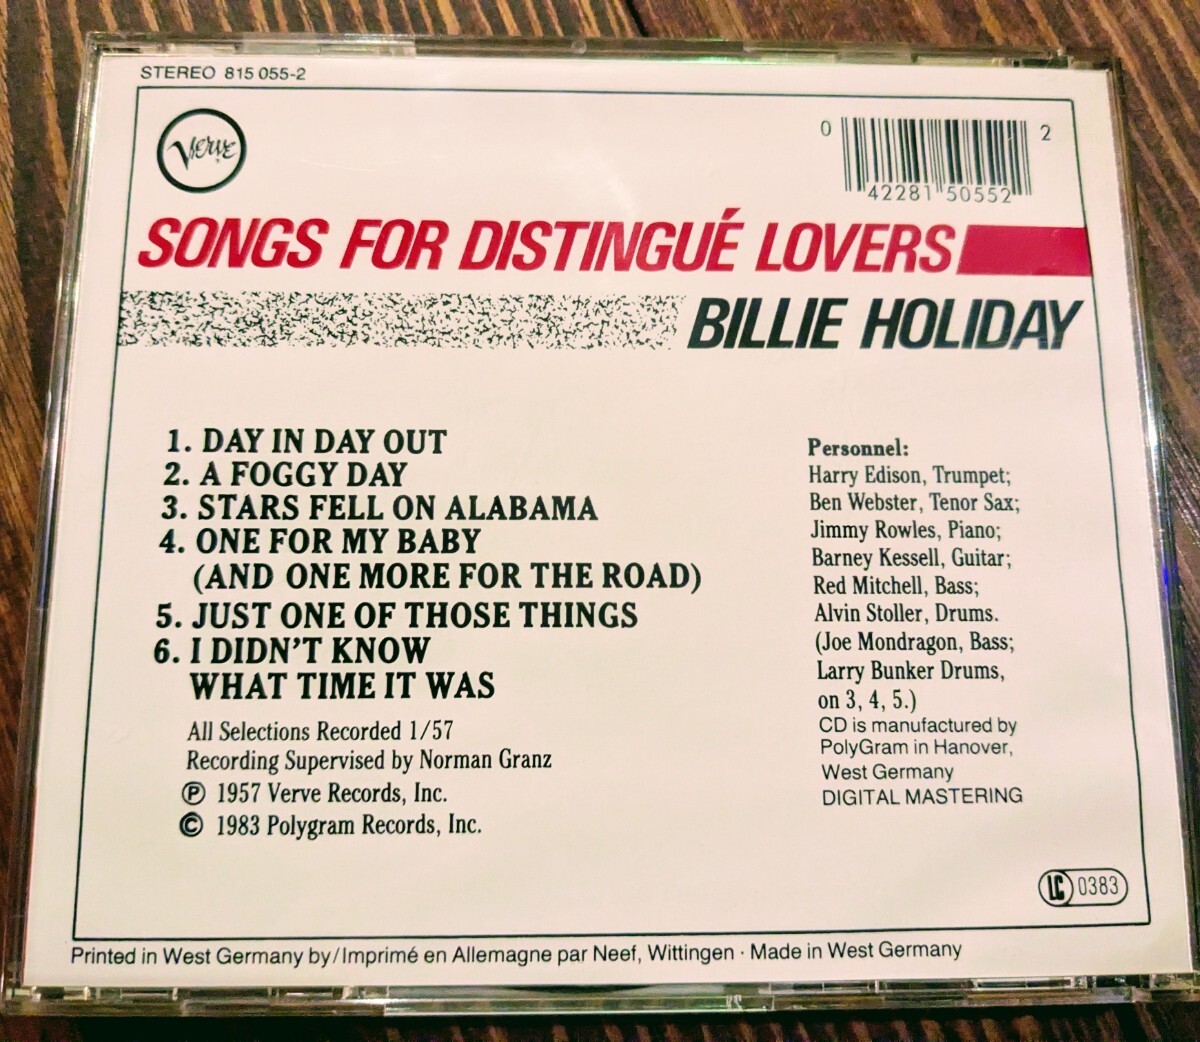 STEREO 815 055-2
Verve
0 42281 50552 2
SONGS FOR DISTINGUÉ LOVERS
BILLIE HOLIDAY
1. DAY IN DAY OUT
2. A FOGGY DAY
3. STARS FELL ON ALABAMA
4. ONE FOR MY BABY
(AND ONE MORE FOR THE ROAD)
5. JUST ONE OF THOSE THINGS
6. I DIDN'T KNOW
WHAT TIME IT WAS
All Selections Recorded 1/57
Recording Supervised by Norman Granz
Ⓟ 1957 Verve Records, Inc.
© 1983 Polygram Records, Inc.
Personnel:
Harry Edison, Trumpet;
Ben Webster, Tenor Sax;
Jimmy Rowles, Piano;
Barney Kessell, Guitar;
Red Mitchell, Bass;
Alvin Stoller, Drums.
(Joe Mondragon, Bass;
Larry Bunker Drums,
on 3, 4, 5.)
CD is manufactured by
PolyGram in Hanover,
West Germany
DIGITAL MASTERING
LC 0383
Printed in West Germany by/Imprimé en Allemagne par Neef, Wittingen · Made in West Germany